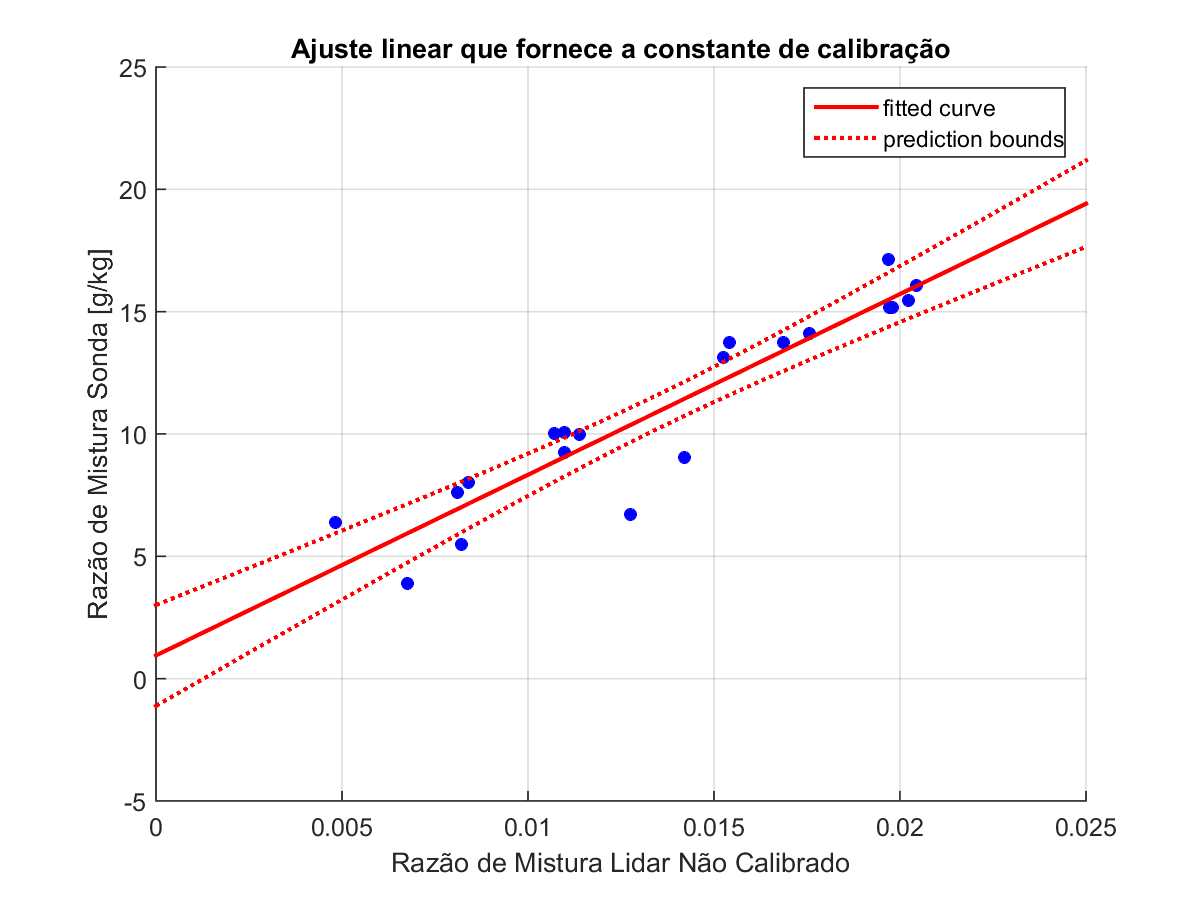 Ajuste linear que fornece a constante de calibração
25
20
15
10
5
0
-5
Razão de Mistura Sonda [g/kg]
fitted curve
prediction bounds
0 0.005 0.01 0.015 0.02 0.025
Razão de Mistura Lidar Não Calibrado